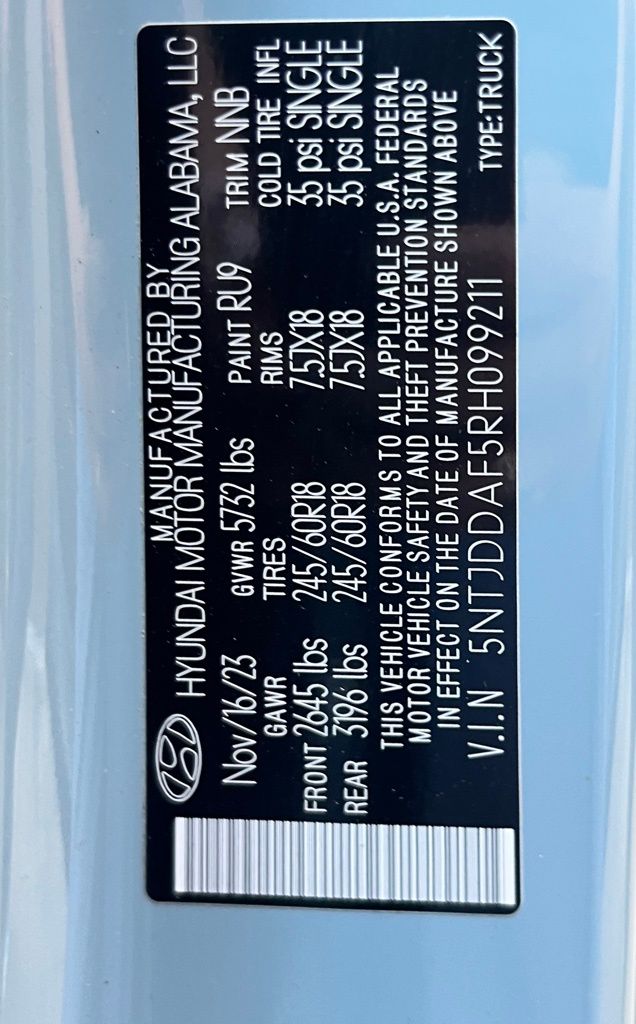 MANUFACTURED BY
HYUNDAI MOTOR MANUFACTURING ALABAMA, LLC
Nov/16/23 GVWR 5732 lbs PAINT RU9 TRIM NNB
GAWR TIRES RIMS COLD TIRE INFL
FRONT 2645 lbs 245/60R18 7.5JX18 35 psi SINGLE
REAR 3196 lbs 245/60R18 7.5JX18 35 psi SINGLE
THIS VEHICLE CONFORMS TO ALL APPLICABLE U.S.A. FEDERAL
MOTOR VEHICLE SAFETY AND THEFT PREVENTION STANDARDS
IN EFFECT ON THE DATE OF MANUFACTURE SHOWN ABOVE
V.I.N 5NTJDDAF5RH099211 TYPE:TRUCK